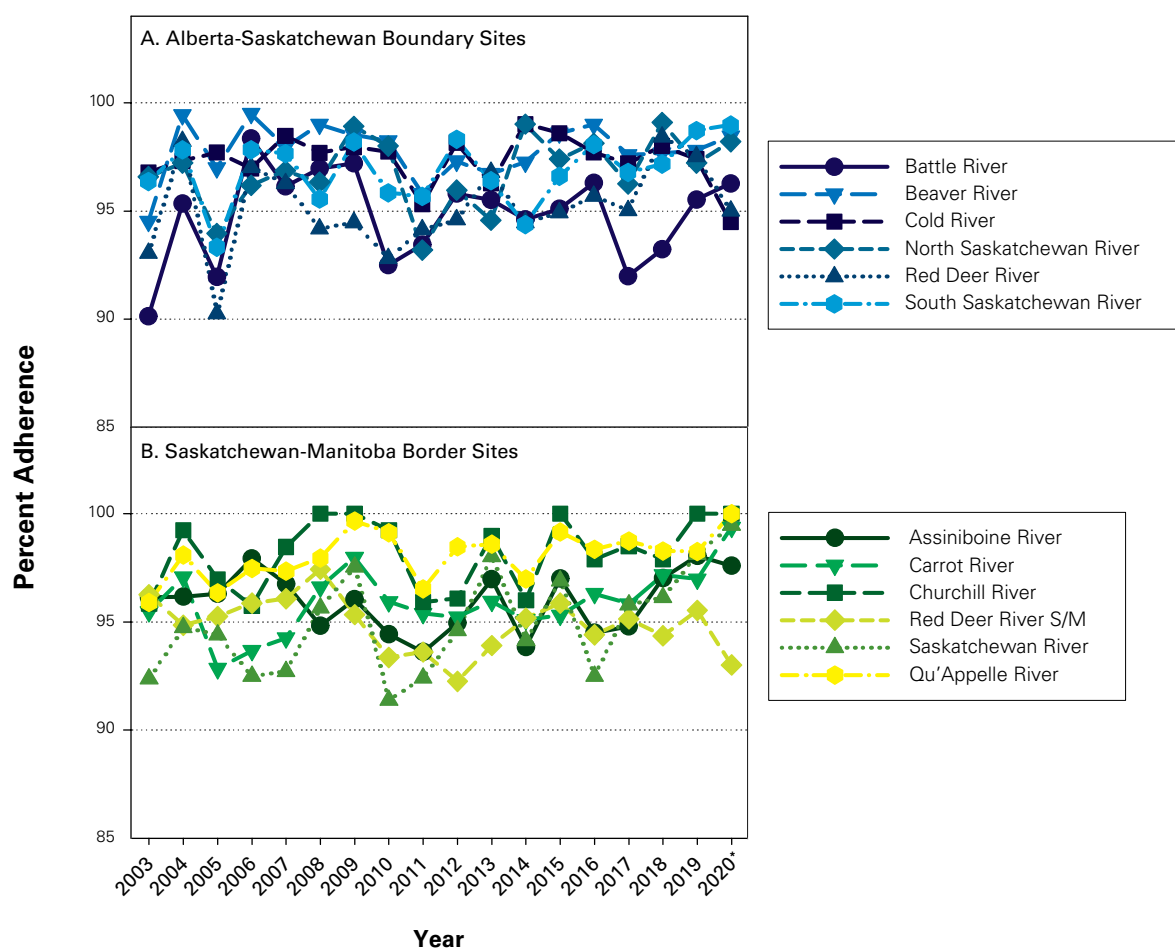 A. Alberta-Saskatchewan Boundary Sites
100
95
90
85
Battle River
Beaver River
Cold River
North Saskatchewan River
Red Deer River
South Saskatchewan River
Percent Adherence
B. Saskatchewan-Manitoba Border Sites
100
95
90
85
Assiniboine River
Carrot River
Churchill River
Red Deer River S/M
Saskatchewan River
Qu'Appelle River
2003 2004 2005 2006 2007 2008 2009 2010 2011 2012 2013 2014 2015 2016 2017 2018 2019 2020*
Year